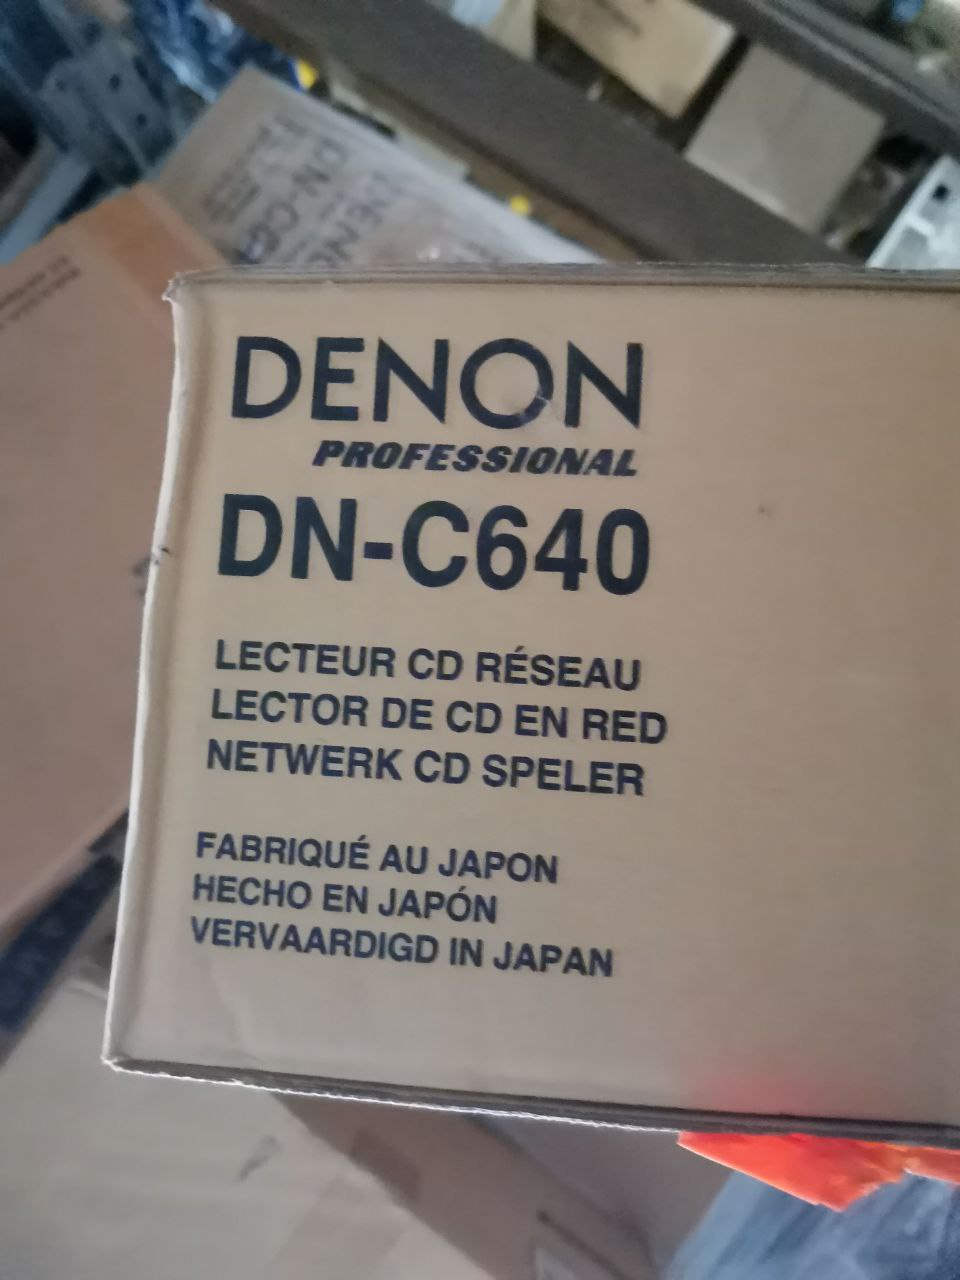 DENON
PROFESSIONAL
DN-C640
LECTEUR CD RÉSEAU
LECTOR DE CD EN RED
NETWERK CD SPELER
FABRIQUÉ AU JAPON
HECHO EN JAPÓN
VERVAARDIGD IN JAPAN